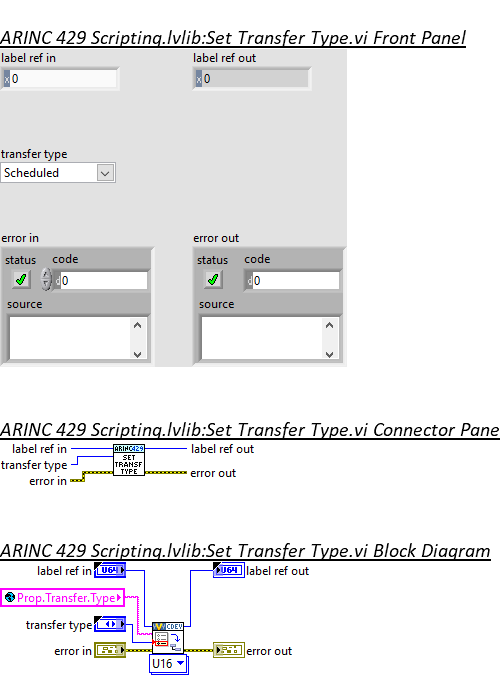 ARINC 429 Scripting.lvlib:Set Transfer Type.vi Front Panel
label ref in label ref out
x 0 x 0
transfer type
Scheduled
error in error out
status code status code
d 0 d 0
source source
ARINC 429 Scripting.lvlib:Set Transfer Type.vi Connector Pane
label ref in ARINC429 label ref out
transfer type SET
TRANSF
error in TYPE error out
ARINC 429 Scripting.lvlib:Set Transfer Type.vi Block Diagram
label ref in U64 U64 label ref out
Prop.Transfer.Type
transfer type CDEV
error in error out
U16